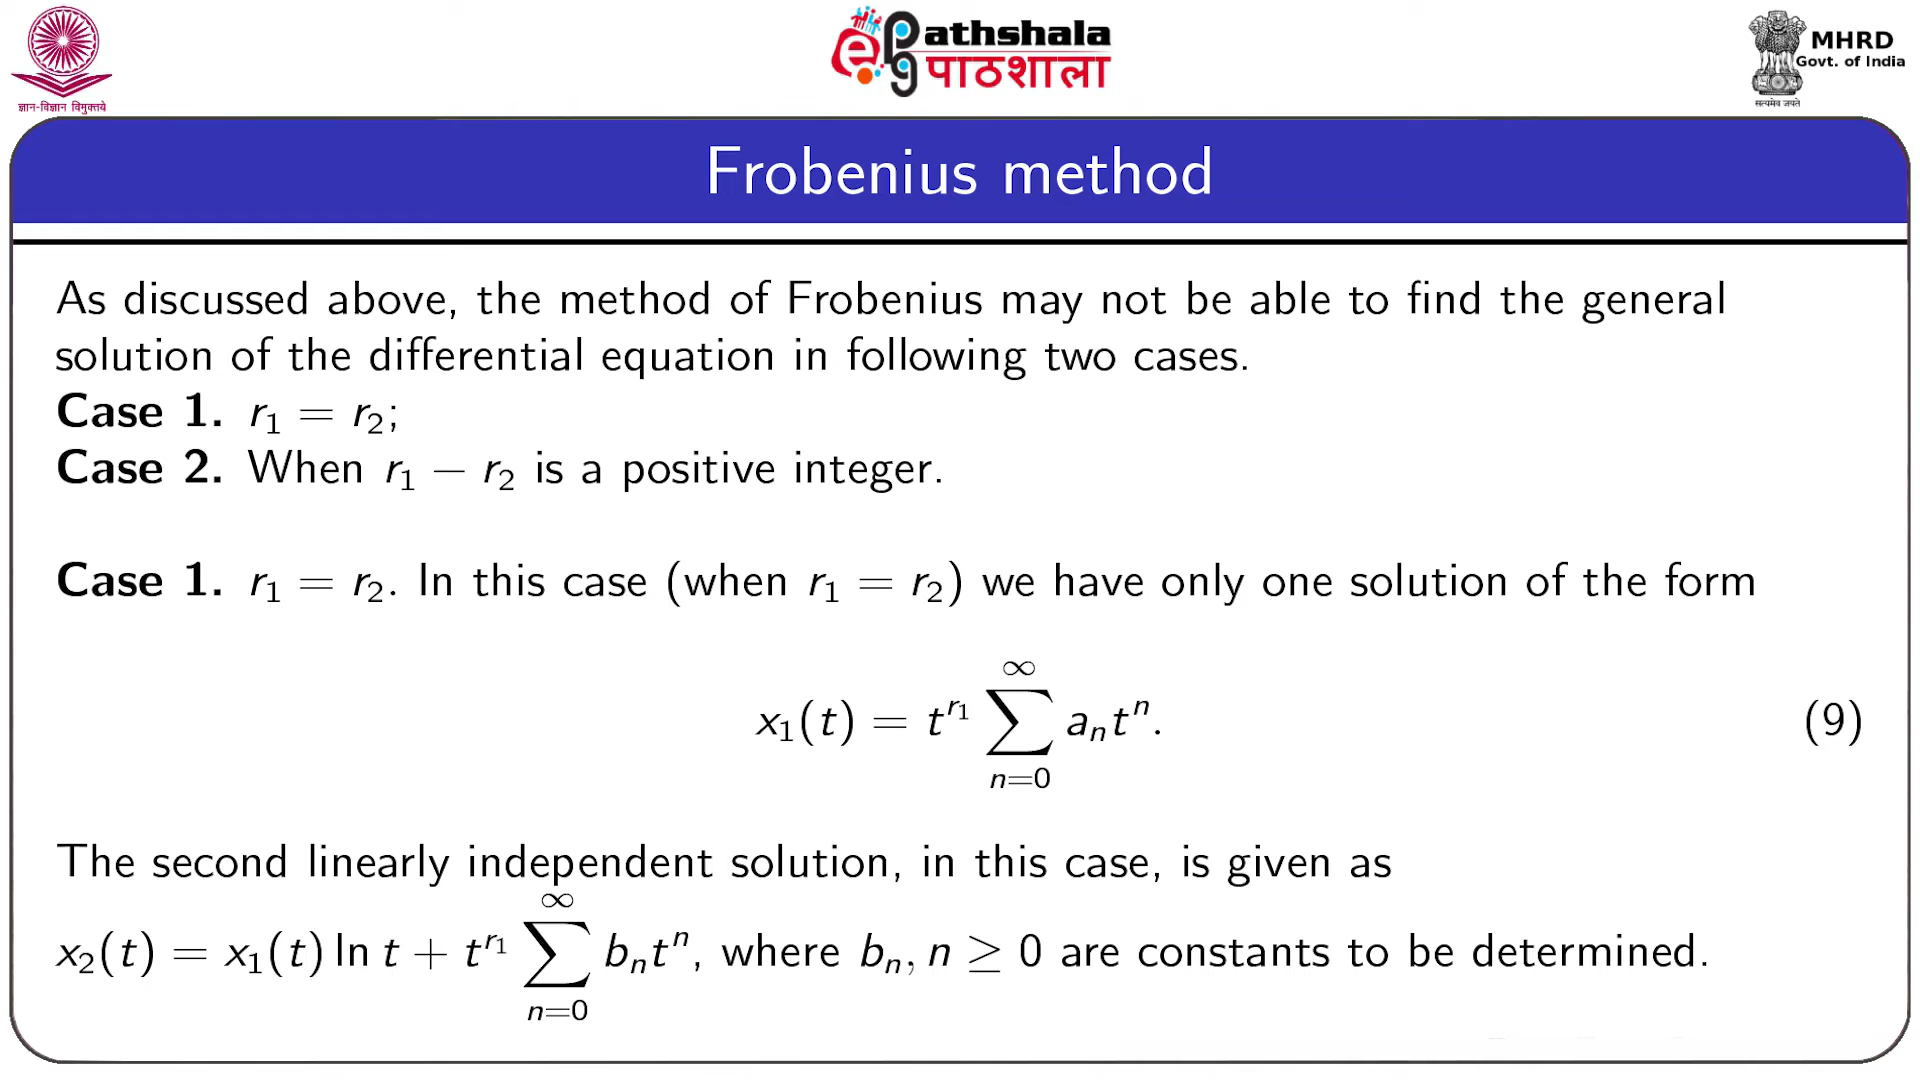 ज्ञान-विज्ञान विमुक्तये
ePathshala
पाठशाला
MHRD
Govt. of India
सत्यमेव जयते
Frobenius method
As discussed above, the method of Frobenius may not be able to find the general
solution of the differential equation in following two cases.
Case 1. r₁ = r₂;
Case 2. When r₁ − r₂ is a positive integer.
Case 1. r₁ = r₂. In this case (when r₁ = r₂) we have only one solution of the form
x₁(t) = t^{r₁} ∑_{n=0}^{∞} aₙtⁿ. (9)
The second linearly independent solution, in this case, is given as
x₂(t) = x₁(t) ln t + t^{r₁} ∑_{n=0}^{∞} bₙtⁿ, where bₙ, n ≥ 0 are constants to be determined.